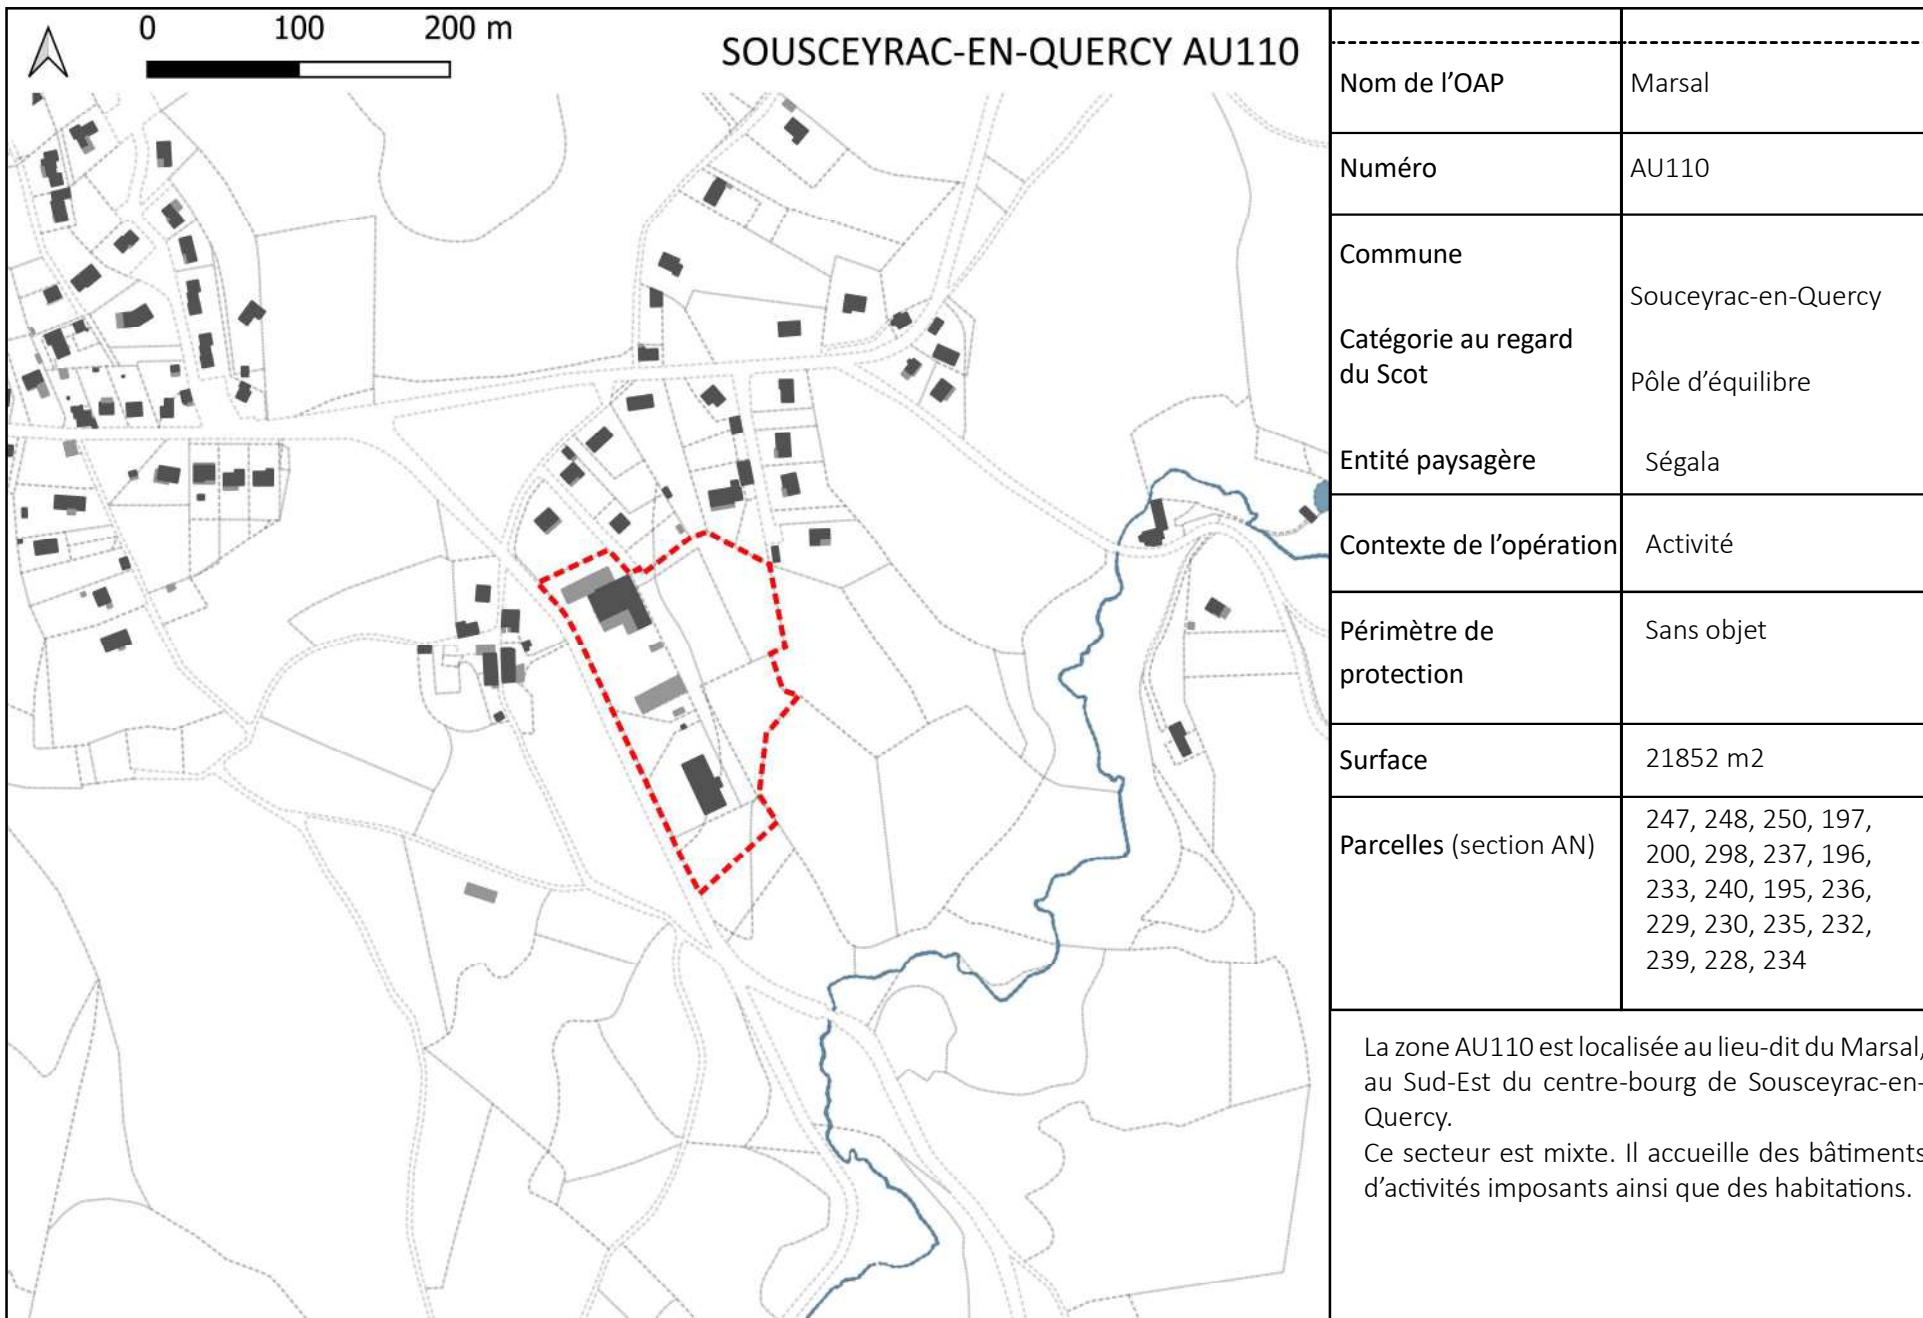 0 100 200 m
SOUSCEYRAC-EN-QUERCY AU110
Nom de l'OAP Marsal
Numéro AU110
Commune
Souceyrac-en-Quercy
Catégorie au regard
du Scot
Pôle d'équilibre
Entité paysagère Ségala
Contexte de l'opération Activité
Périmètre de Sans objet
protection
Surface 21852 m2
Parcelles (section AN)
247, 248, 250, 197,
200, 298, 237, 196,
233, 240, 195, 236,
229, 230, 235, 232,
239, 228, 234
La zone AU110 est localisée au lieu-dit du Marsal,
au Sud-Est du centre-bourg de Sousceyrac-en-
Quercy.
Ce secteur est mixte. Il accueille des bâtiments
d'activités imposants ainsi que des habitations.